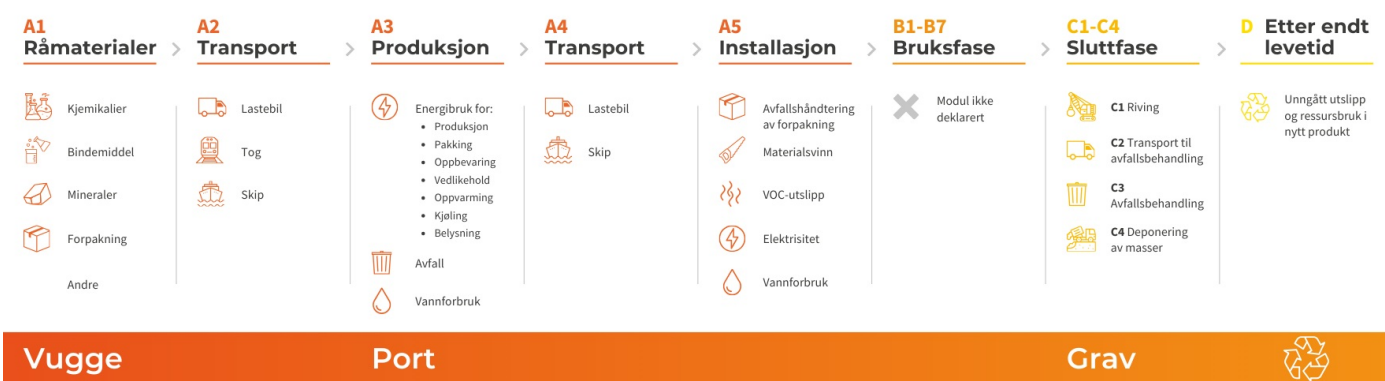 A1
Råmaterialer
Kjemikalier
Bindemiddel
Mineraler
Forpakning
Andre
A2
Transport
Lastebil
Tog
Skip
A3
Produksjon
Energibruk for:
• Produksjon
• Pakking
• Oppbevaring
• Vedlikehold
• Oppvarming
• Kjøling
• Belysning
Avfall
Vannforbruk
A4
Transport
Lastebil
Skip
A5
Installasjon
Avfallshåndtering
av forpakning
Materialsvinn
VOC-utslipp
Elektrisitet
Vannforbruk
B1-B7
Bruksfase
Modul ikke
deklarert
C1-C4
Sluttfase
C1 Riving
C2 Transport til
avfallsbehandling
C3
Avfallsbehandling
C4 Deponering
av masser
D Etter endt
levetid
Unngått utslipp
og ressursbruk i
nytt produkt
Vugge
Port
Grav